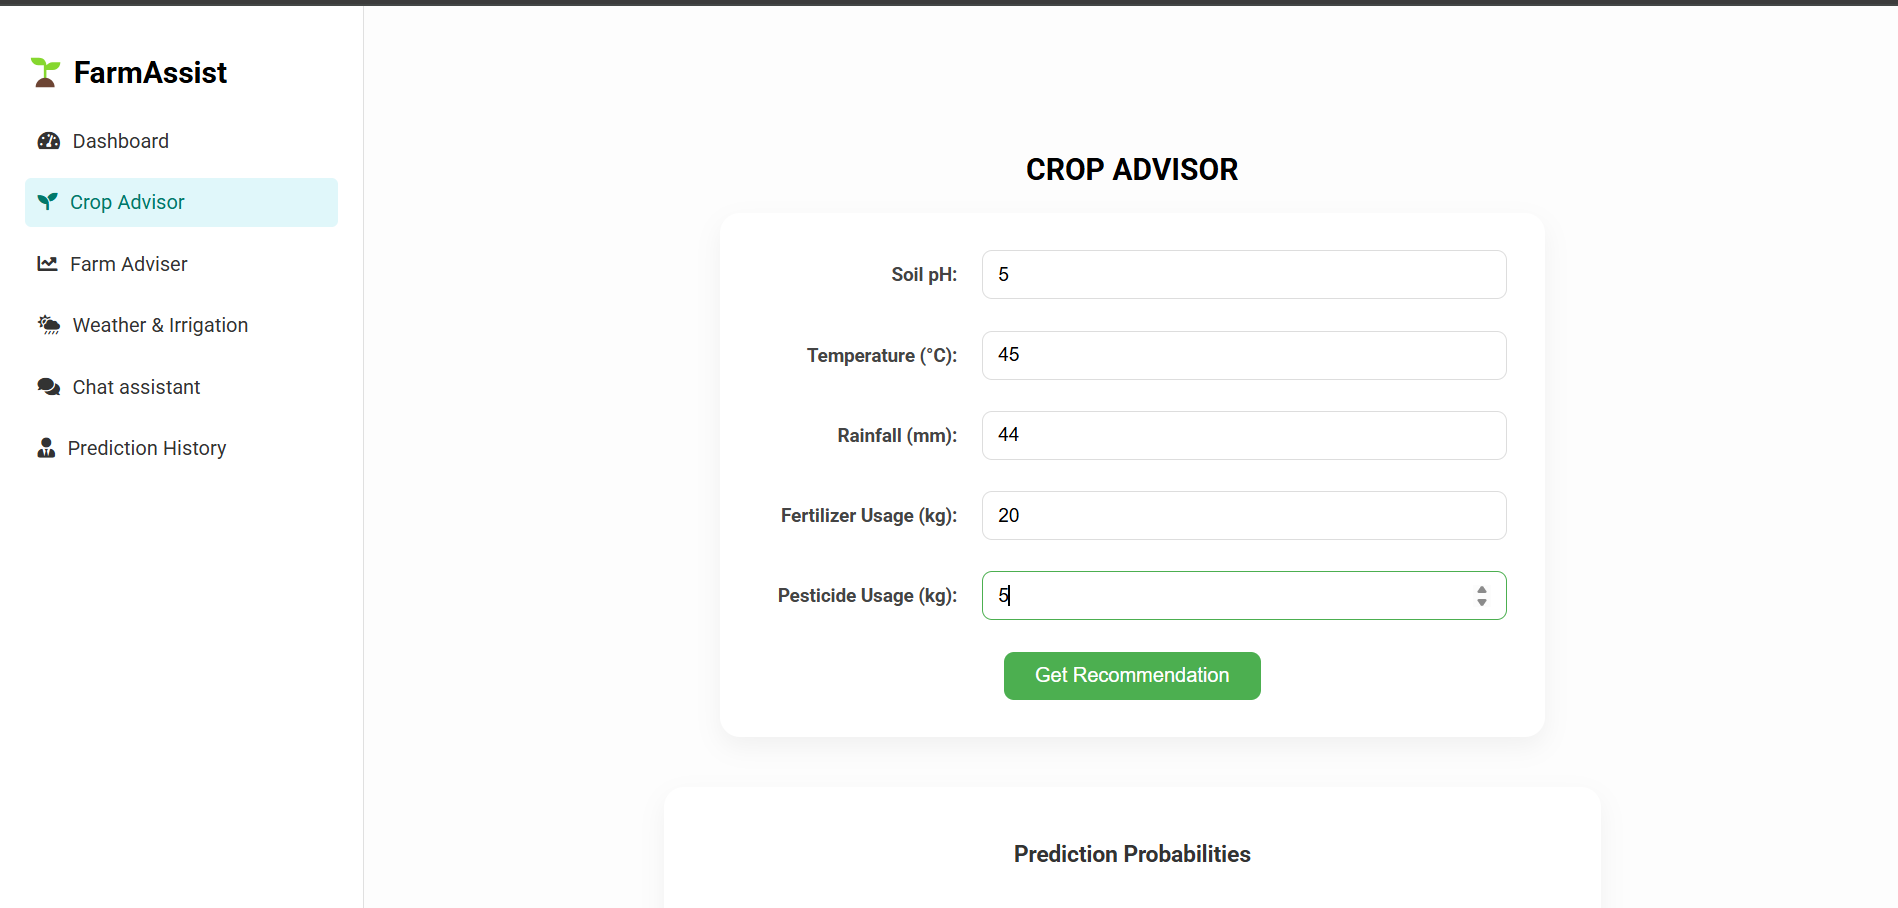 FarmAssist
Dashboard
Crop Advisor
Farm Adviser
Weather & Irrigation
Chat assistant
Prediction History
CROP ADVISOR
Soil pH: 5
Temperature (°C): 45
Rainfall (mm): 44
Fertilizer Usage (kg): 20
Pesticide Usage (kg): 5
Get Recommendation
Prediction Probabilities